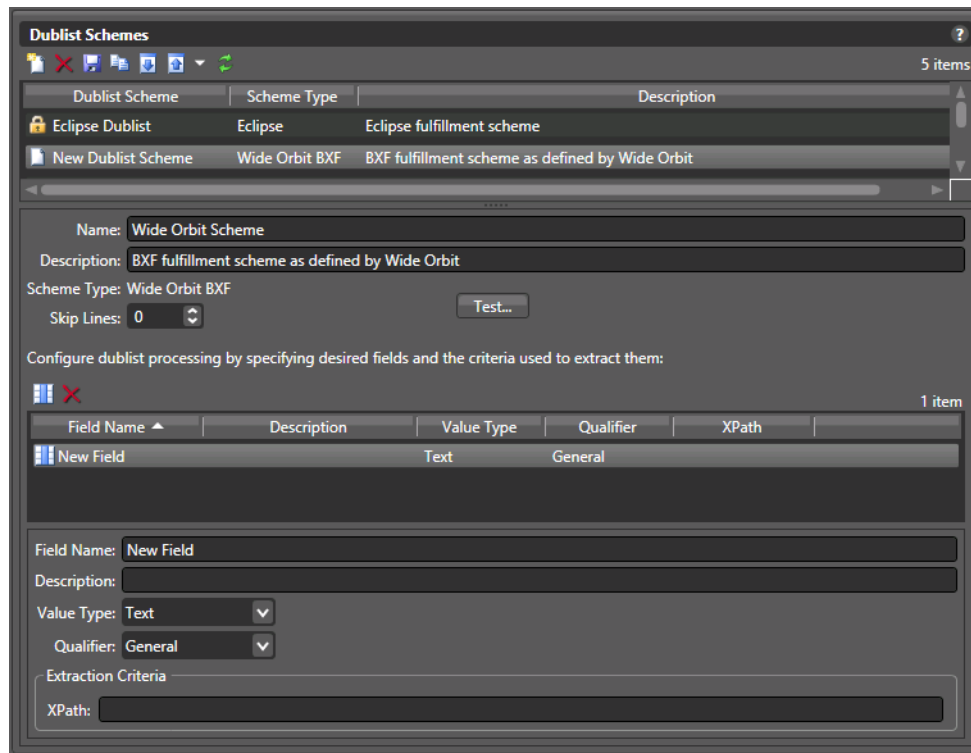 Dublist Schemes ?
5 items
Dublist Scheme Scheme Type Description
Eclipse Dublist Eclipse Eclipse fulfillment scheme
New Dublist Scheme Wide Orbit BXF BXF fulfillment scheme as defined by Wide Orbit
Name: Wide Orbit Scheme
Description: BXF fulfillment scheme as defined by Wide Orbit
Scheme Type: Wide Orbit BXF
Skip Lines: 0 Test...
Configure dublist processing by specifying desired fields and the criteria used to extract them:
1 item
Field Name Description Value Type Qualifier XPath
New Field Text General
Field Name: New Field
Description:
Value Type: Text
Qualifier: General
Extraction Criteria
XPath: